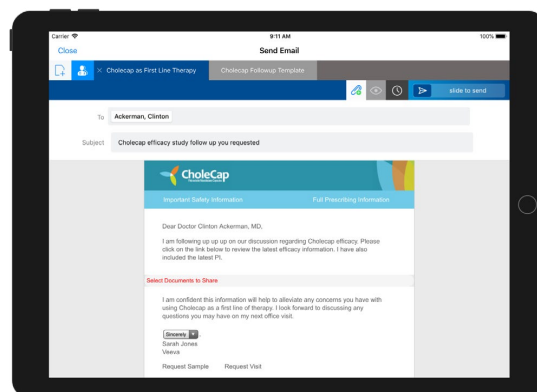 Carrier 9:11 AM 100%
Close Send Email
× Cholecap as First Line Therapy Cholecap Followup Template
slide to send
To Ackerman, Clinton
Subject Cholecap efficacy study follow up you requested
CholeCap
Important Safety Information Full Prescribing Information
Dear Doctor Clinton Ackerman, MD,
I am following up up up on our discussion regarding Cholecap efficacy. Please
click on the link below to review the latest efficacy information. I have also
included the latest PI.
Select Documents to Share
I am confident this information will help to alleviate any concerns you have with
using Cholecap as a first line of therapy. I look forward to discussing any
questions you may have on my next office visit.
Sincerely ,
Sarah Jones
Veeva
Request Sample Request Visit